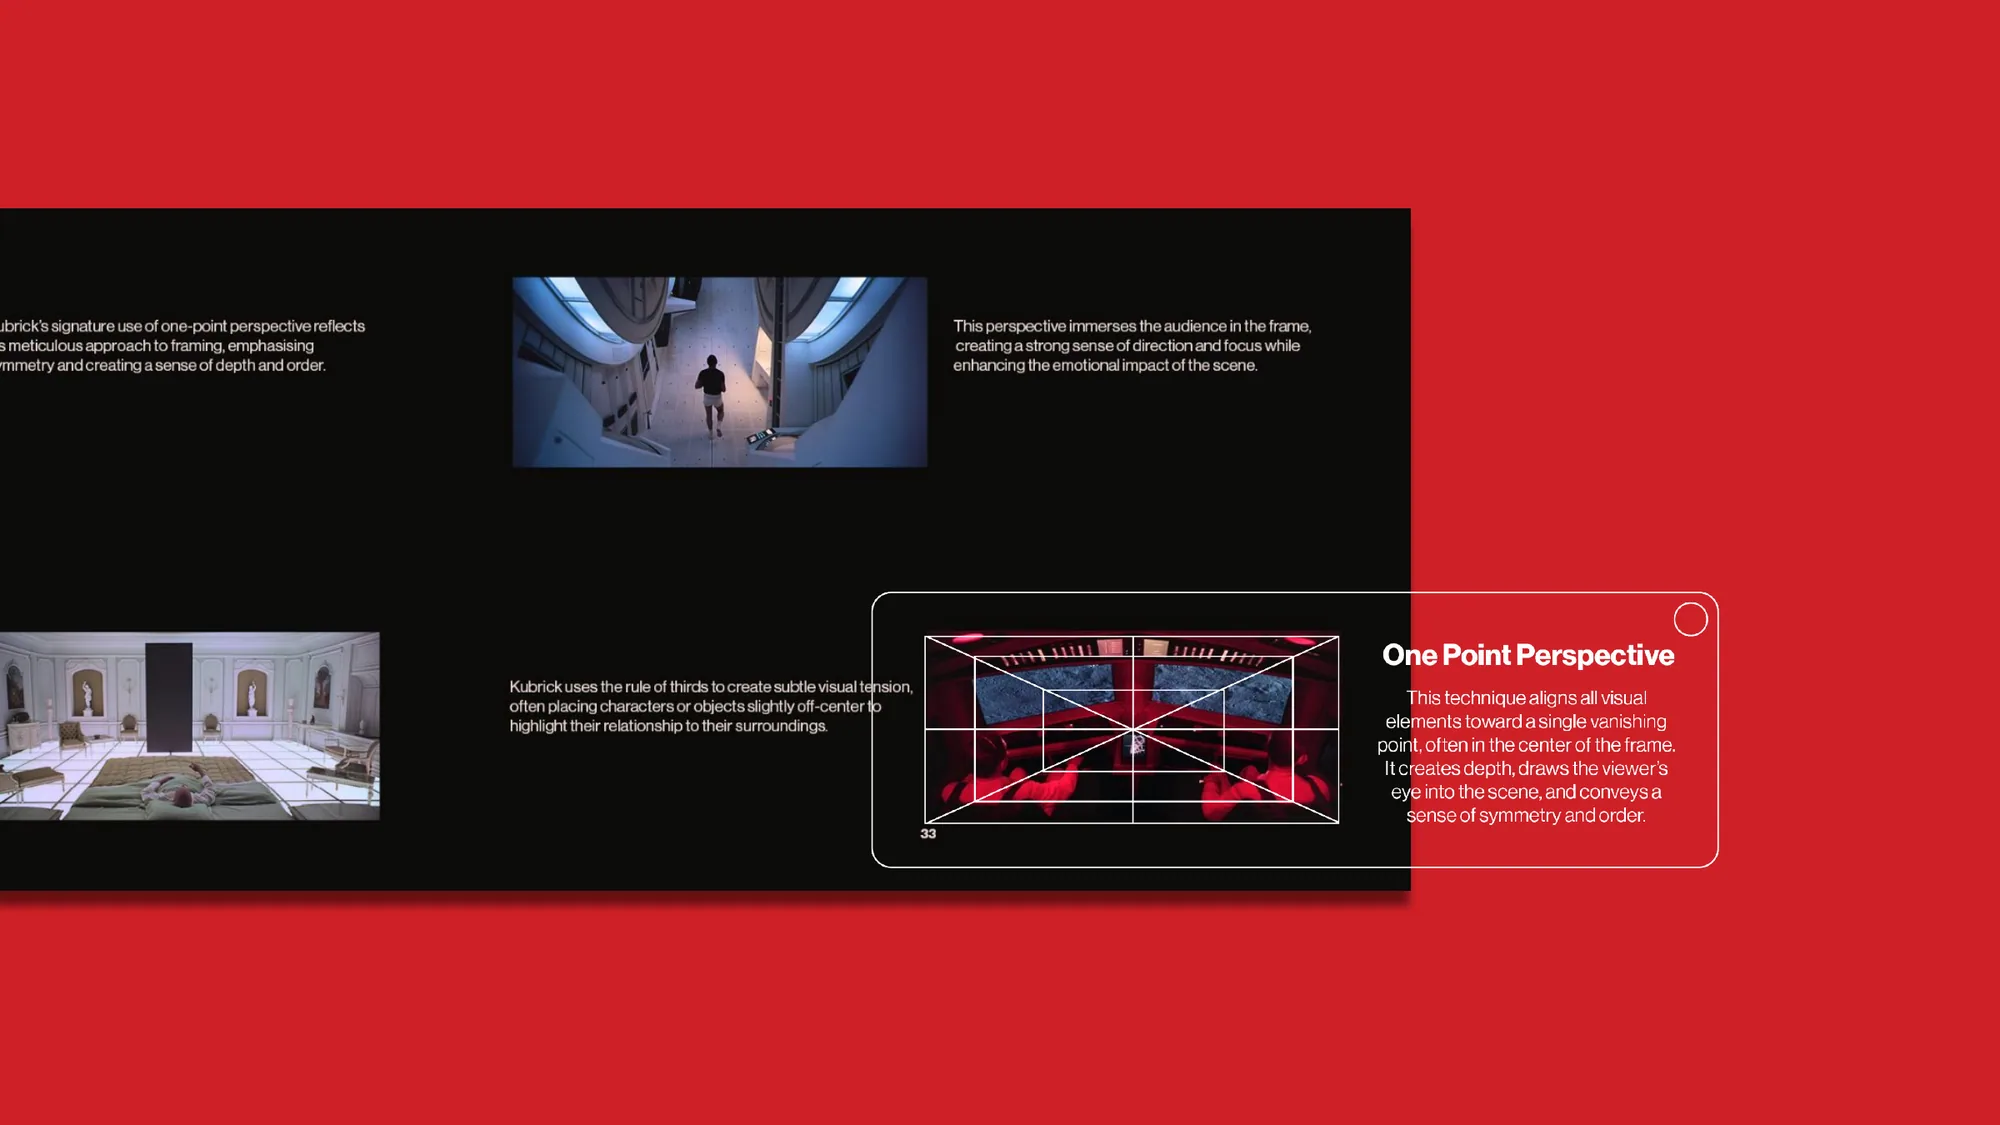 ubrick's signature use of one-point perspective reflects
s meticulous approach to framing, emphasising
ymmetry and creating a sense of depth and order.
This perspective immerses the audience in the frame,
creating a strong sense of direction and focus while
enhancing the emotional impact of the scene.
Kubrick uses the rule of thirds to create subtle visual tension,
often placing characters or objects slightly off-center to
highlight their relationship to their surroundings.
33
One Point Perspective
This technique aligns all visual
elements toward a single vanishing
point, often in the center of the frame.
It creates depth, draws the viewer's
eye into the scene, and conveys a
sense of symmetry and order.